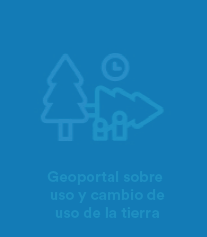 Geoportal sobre
uso y cambio de
uso de la tierra